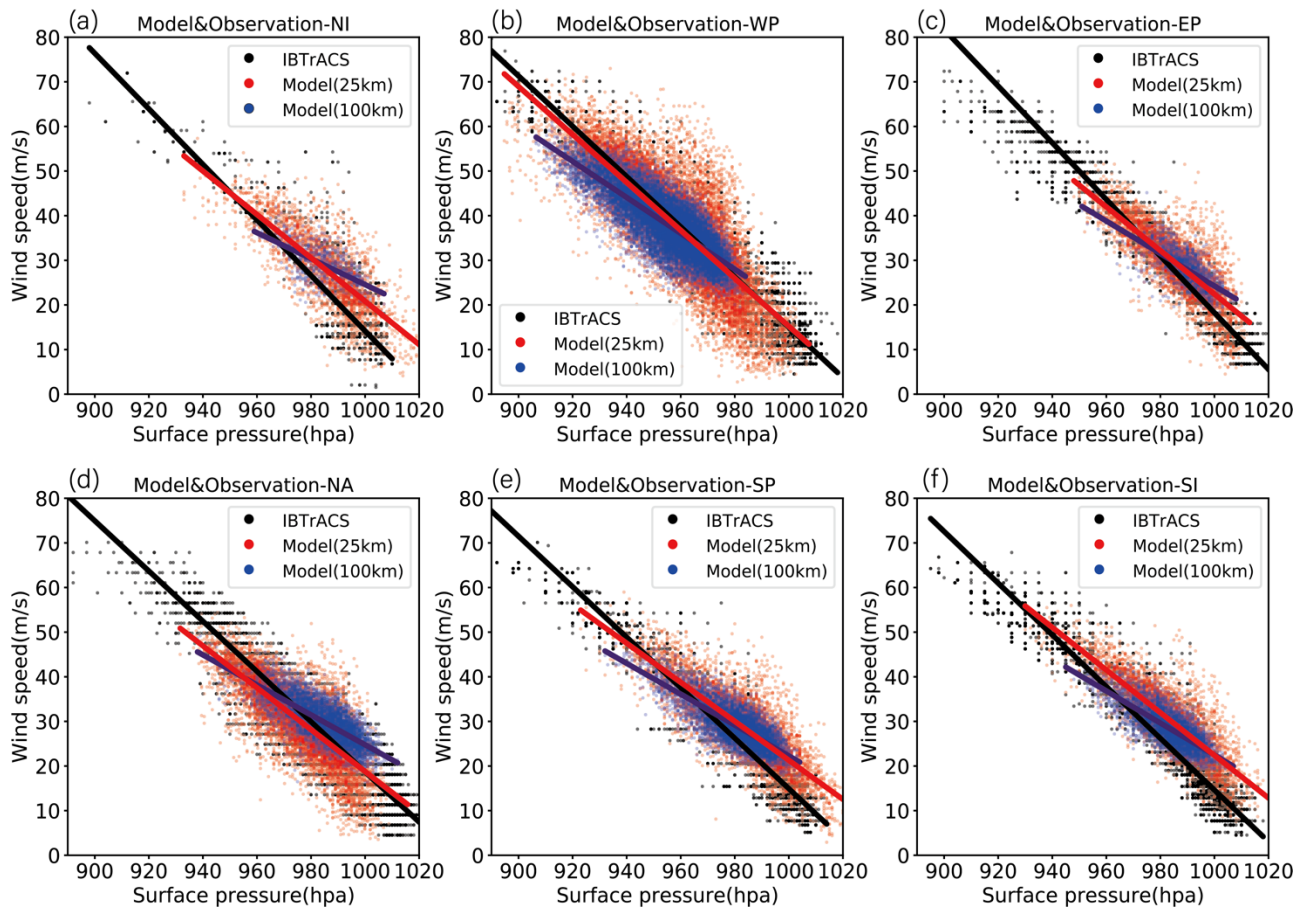 (a) Model&Observation-NI
80
70
60
50
40
30
20
10
0
Wind speed(m/s)
IBTrACS
Model(25km)
Model(100km)
900 920 940 960 980 1000 1020
Surface pressure(hpa)
(b) Model&Observation-WP
80
70
60
50
40
30
20
10
0
Wind speed(m/s)
IBTrACS
Model(25km)
Model(100km)
900 920 940 960 980 1000 1020
Surface pressure(hpa)
(c) Model&Observation-EP
80
70
60
50
40
30
20
10
0
Wind speed(m/s)
IBTrACS
Model(25km)
Model(100km)
900 920 940 960 980 1000 1020
Surface pressure(hpa)
(d) Model&Observation-NA
80
70
60
50
40
30
20
10
0
Wind speed(m/s)
IBTrACS
Model(25km)
Model(100km)
900 920 940 960 980 1000 1020
Surface pressure(hpa)
(e) Model&Observation-SP
80
70
60
50
40
30
20
10
0
Wind speed(m/s)
IBTrACS
Model(25km)
Model(100km)
900 920 940 960 980 1000 1020
Surface pressure(hpa)
(f) Model&Observation-SI
80
70
60
50
40
30
20
10
0
Wind speed(m/s)
IBTrACS
Model(25km)
Model(100km)
900 920 940 960 980 1000 1020
Surface pressure(hpa)